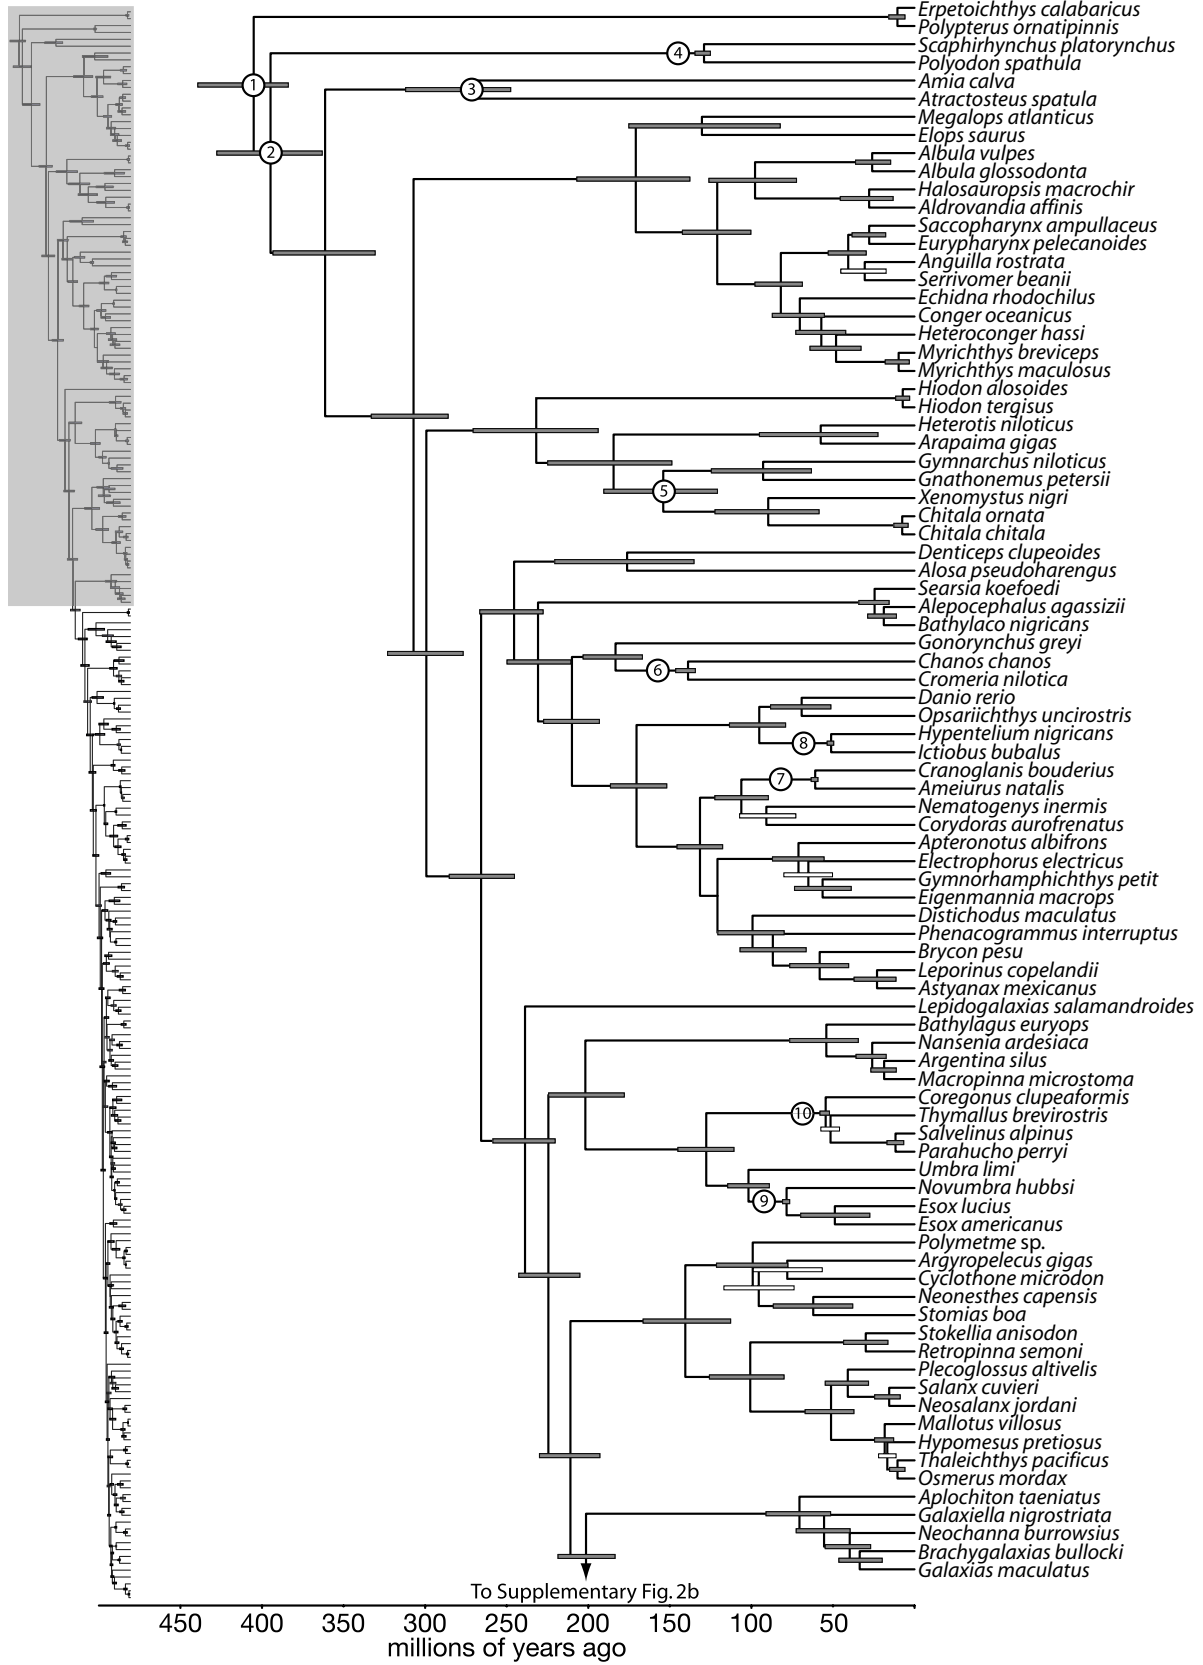 Erpetoichthys calabaricus
Polypterus ornatipinnis
Scaphirhynchus platorynchus
4
Polyodon spathula
1
Amia calva
3
Atractosteus spatula
Megalops atlanticus
Elops saurus
2
Albula vulpes
Albula glossodonta
Halosauropsis macrochir
Aldrovandia affinis
Saccopharynx ampullaceus
Eurypharynx pelecanoides
Anguilla rostrata
Serrivomer beanii
Echidna rhodochilus
Conger oceanicus
Heteroconger hassi
Myrichthys breviceps
Myrichthys maculosus
Hiodon alosoides
Hiodon tergisus
Heterotis niloticus
Arapaima gigas
Gymnarchus niloticus
Gnathonemus petersii
5
Xenomystus nigri
Chitala ornata
Chitala chitala
Denticeps clupeoides
Alosa pseudoharengus
Searsia koefoedi
Alepocephalus agassizii
Bathylaco nigricans
Gonorynchus greyi
Chanos chanos
6
Cromeria nilotica
Danio rerio
Opsariichthys uncirostris
Hypentelium nigricans
8
Ictiobus bubalus
Cranoglanis bouderius
7
Ameiurus natalis
Nematogenys inermis
Corydoras aurofrenatus
Apteronotus albifrons
Electrophorus electricus
Gymnorhamphichthys petit
Eigenmannia macrops
Distichodus maculatus
Phenacogrammus interruptus
Brycon pesu
Leporinus copelandii
Astyanax mexicanus
Lepidogalaxias salamandroides
Bathylagus euryops
Nansenia ardesiaca
Argentina silus
Macropinna microstoma
Coregonus clupeaformis
10
Thymallus brevirostris
Salvelinus alpinus
Parahucho perryi
Umbra limi
Novumbra hubbsi
9
Esox lucius
Esox americanus
Polymetme sp.
Argyropelecus gigas
Cyclothone microdon
Neonesthes capensis
Stomias boa
Stokellia anisodon
Retropinna semoni
Plecoglossus altivelis
Salanx cuvieri
Neosalanx jordani
Mallotus villosus
Hypomesus pretiosus
Thaleichthys pacificus
Osmerus mordax
Aplochiton taeniatus
Galaxiella nigrostriata
Neochanna burrowsius
Brachygalaxias bullocki
Galaxias maculatus
To Supplementary Fig. 2b
450 400 350 300 250 200 150 100 50
millions of years ago